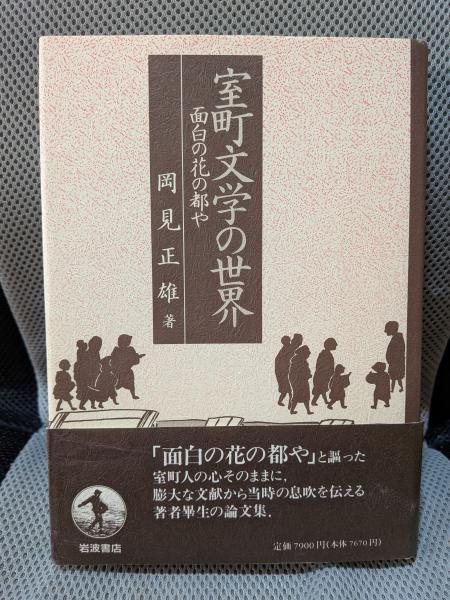 室町文学の世界
面白の花の都や
岡見正雄 著
「面白の花の都や」と謳った
室町人の心そのままに、
膨大な文献から当時の息吹を伝える
著者畢生の論文集。
岩波書店
定価7900円(本体7670円)